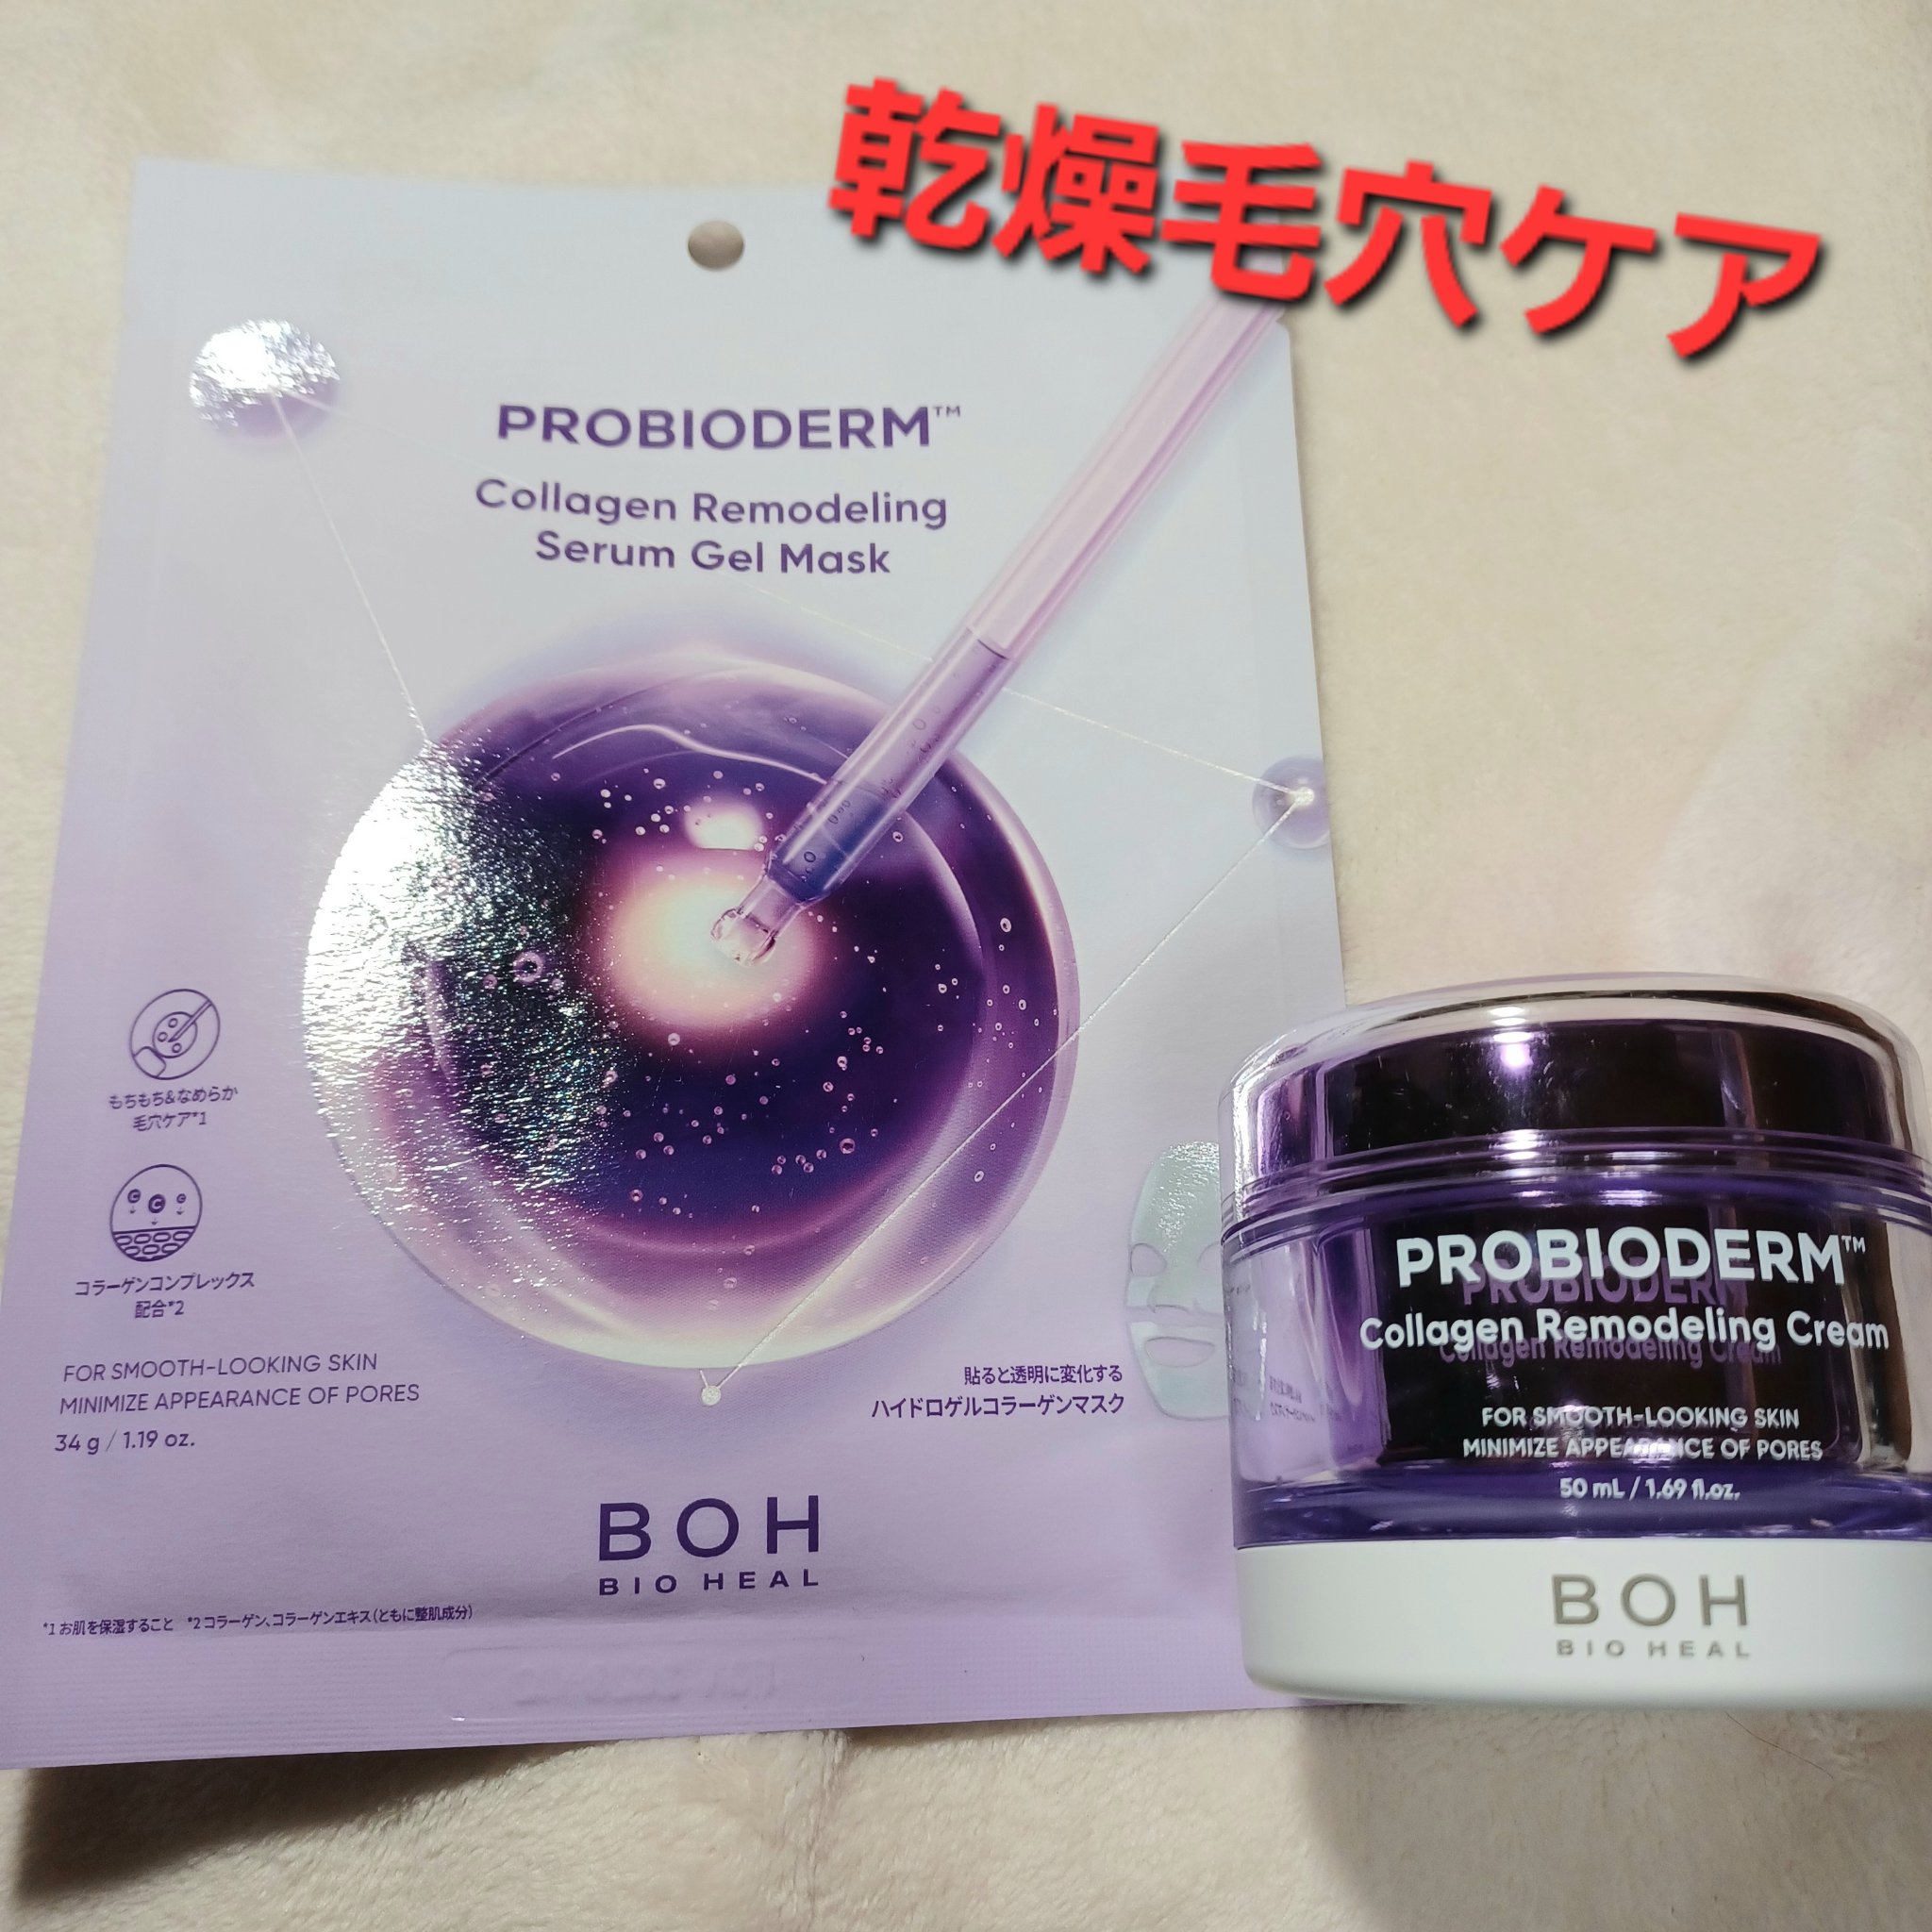 乾燥毛穴ケア
PROBIODERM™
Collagen Remodeling
Serum Gel Mask
もちもち&なめらか
毛穴ケア*1
コラーゲンコンプレックス
配合*2
FOR SMOOTH-LOOKING SKIN
MINIMIZE APPEARANCE OF PORES
34 g / 1.19 oz.
貼ると透明に変化する
ハイドロゲルコラーゲンマスク
BOH
BIO HEAL
*1 お肌を保湿すること *2 コラーゲン、コラーゲンエキス(ともに整肌成分)
PROBIODERM™
Collagen Remodeling Cream
FOR SMOOTH-LOOKING SKIN
MINIMIZE APPEARANCE OF PORES
50 mL / 1.69 fl.oz.
BOH
BIO HEAL